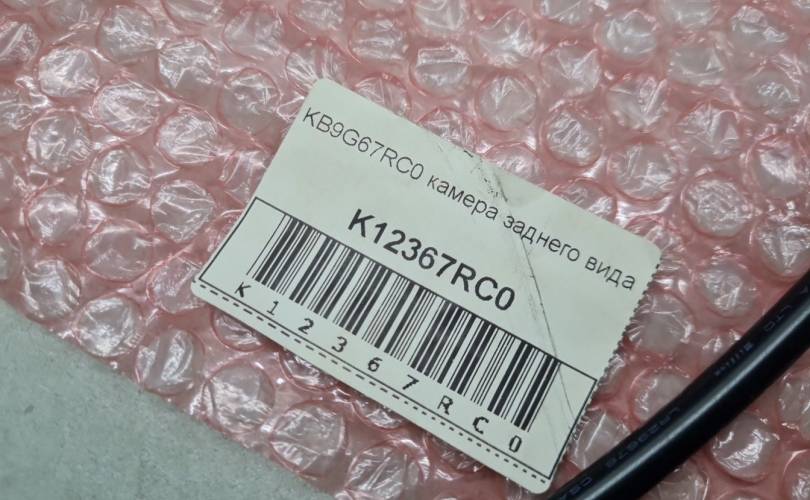 KB9G67RC0 камера заднего вида
K12367RC0
K 1 2 3 6 7 R C 0